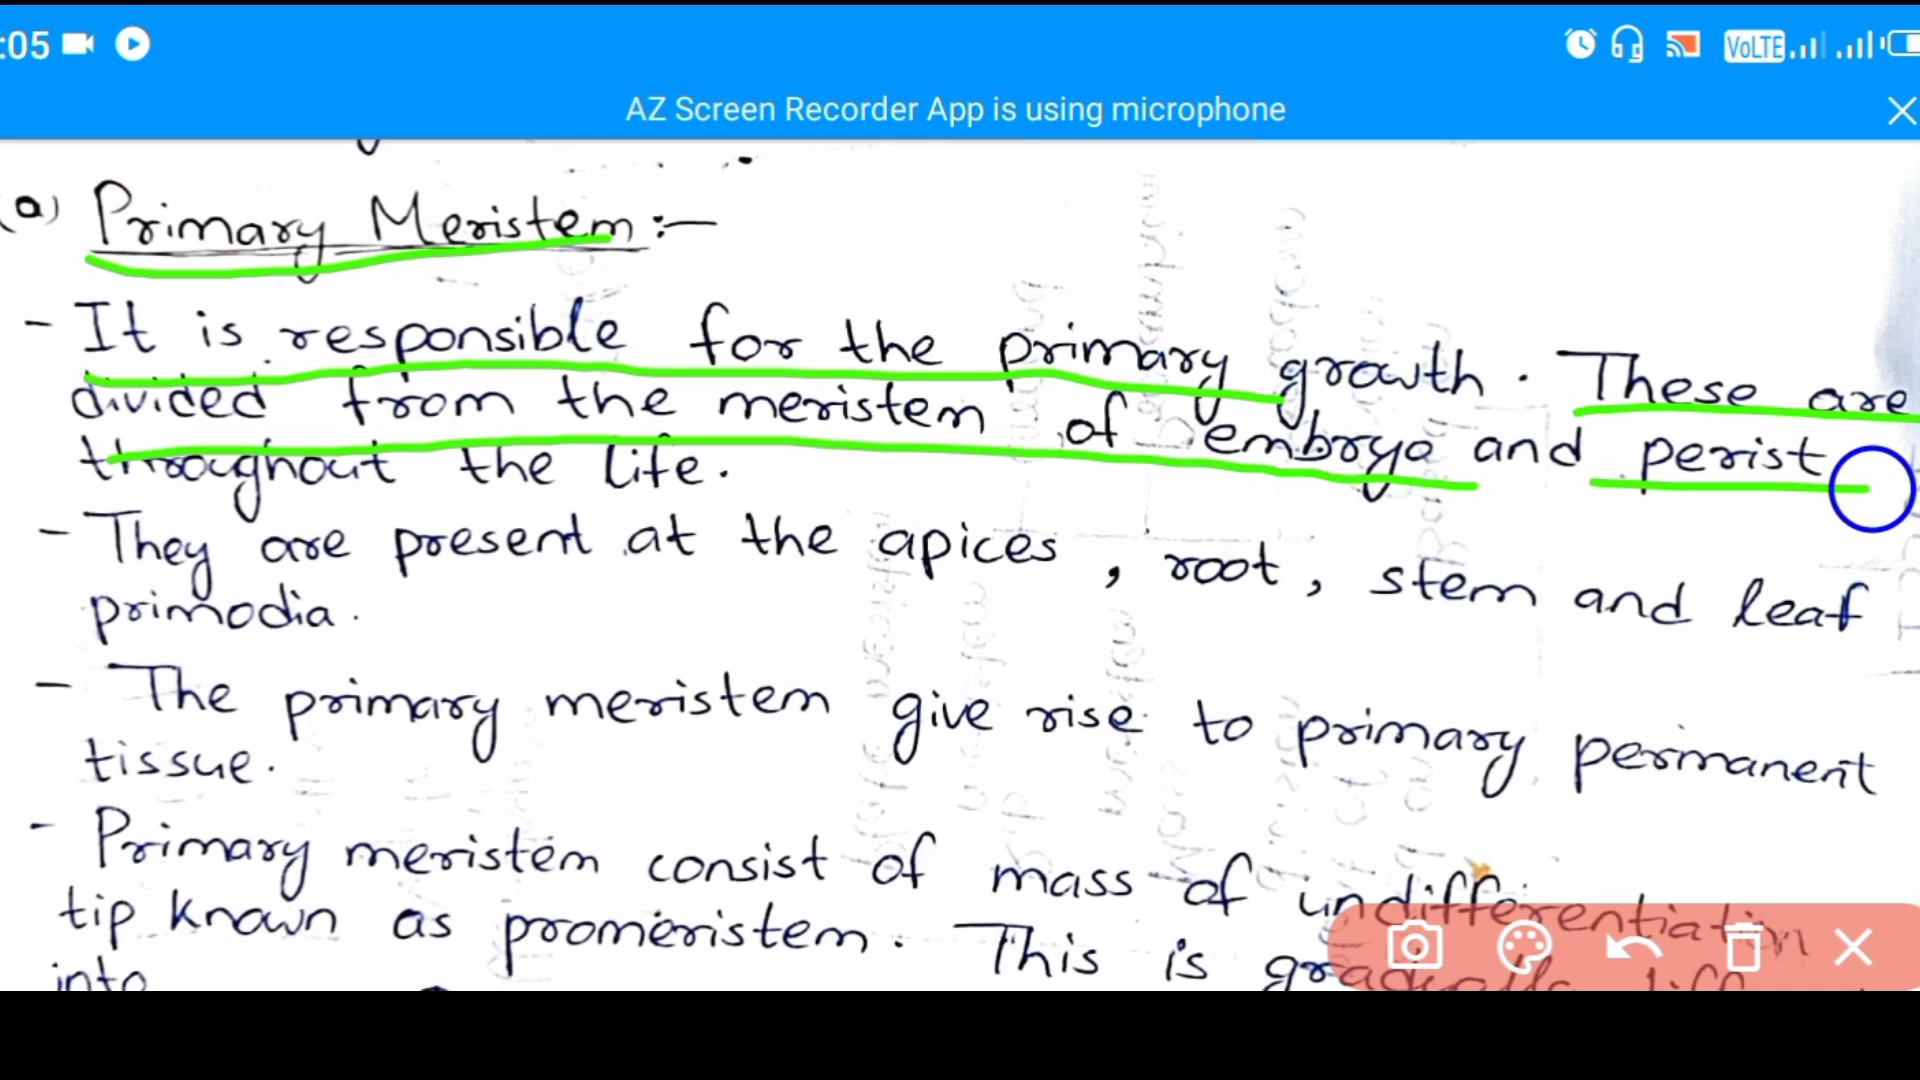 :05 VoLTE
AZ Screen Recorder App is using microphone
(a) Primary Meristem :-
- It is responsible for the primary growth. These are
divided from the meristem of embryo and perist
throughout the life.
- They are present at the apices, root, stem and leaf
primodia.
- The primary meristem give rise to primary permanent
tissue.
- Primary meristem consist of mass of undifferentiation
tip known as promeristem. This is gradually
into